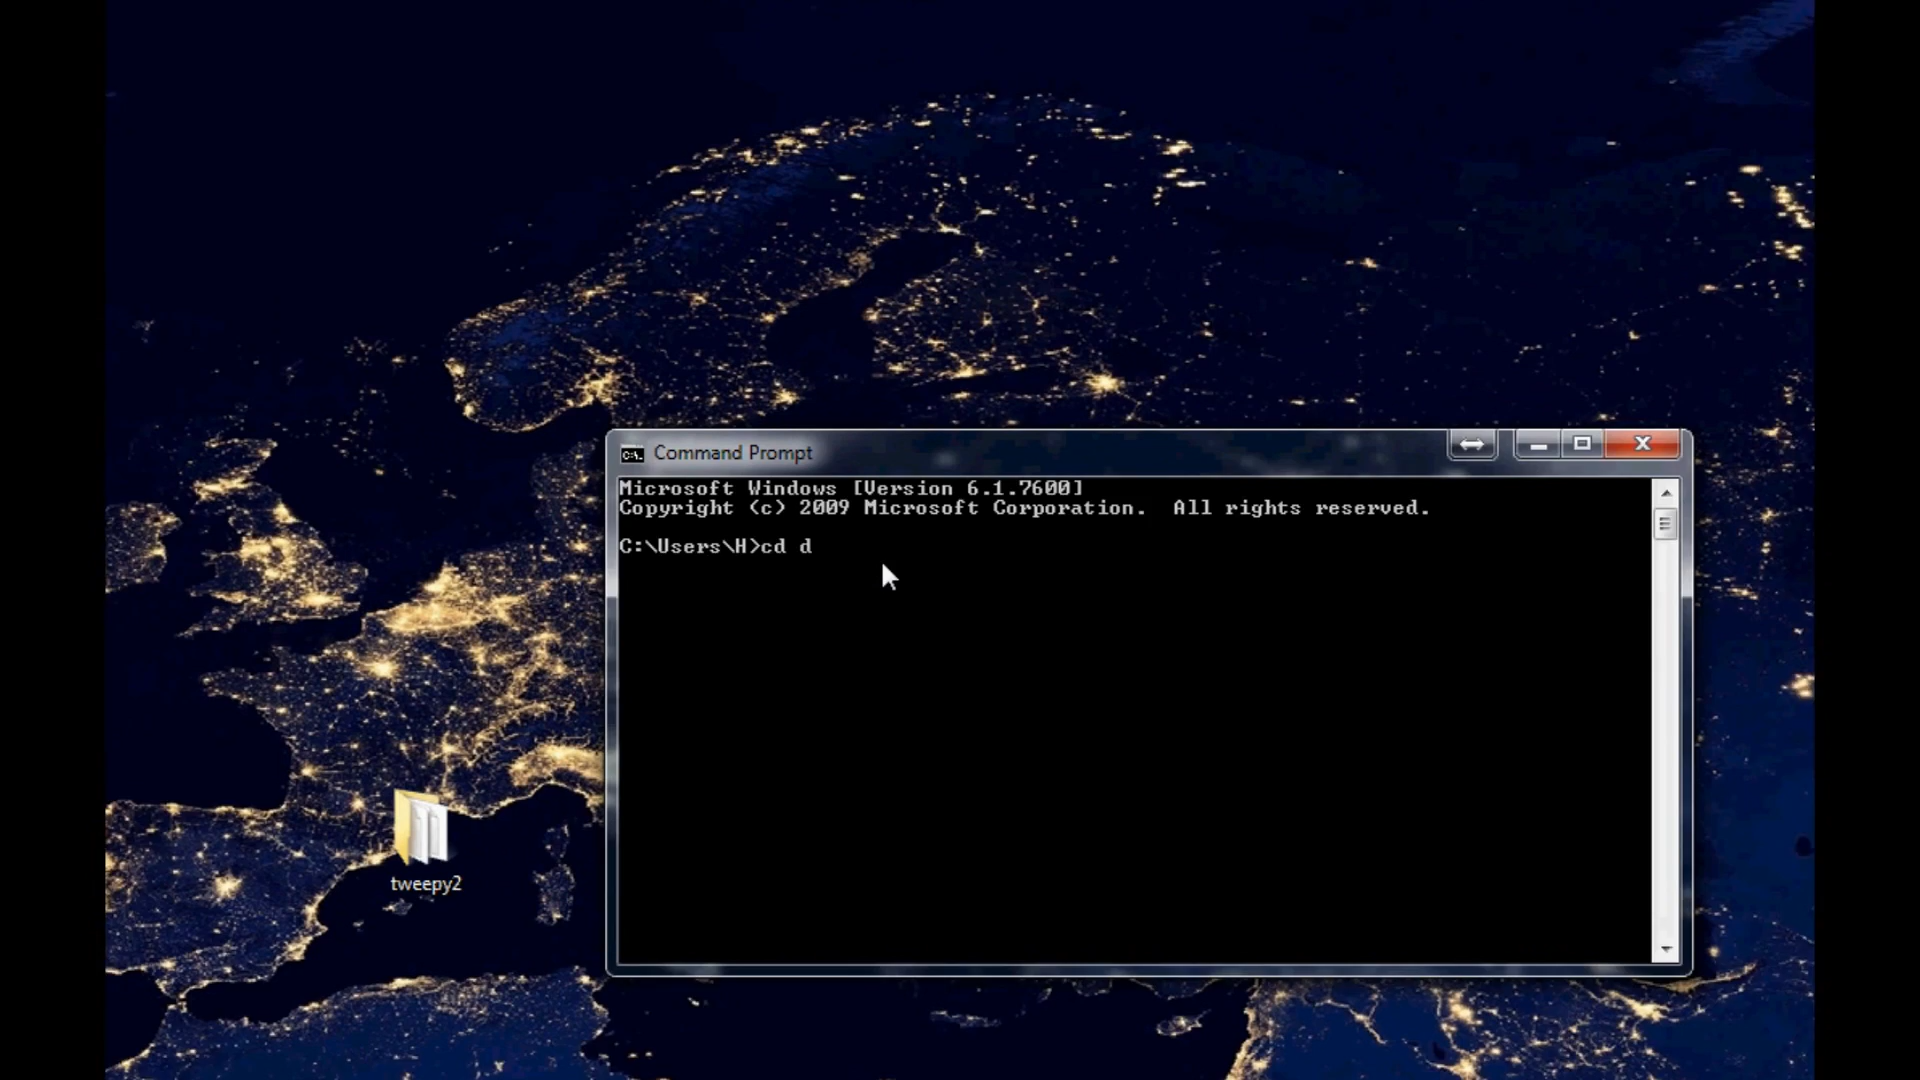 Command Prompt
Microsoft Windows [Version 6.1.7600]
Copyright (c) 2009 Microsoft Corporation.  All rights reserved.
C:\Users\H>cd d
tweepy2